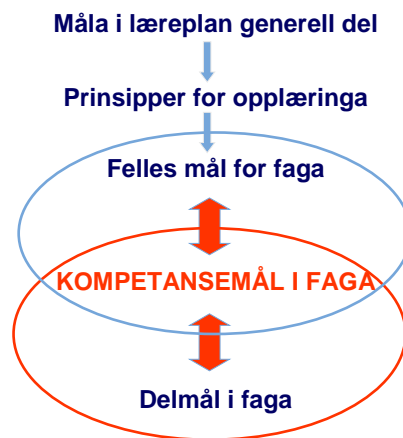 Måla i læreplan generell del
Prinsipper for opplæringa
Felles mål for faga
KOMPETANSEMÅL I FAGA
Delmål i faga